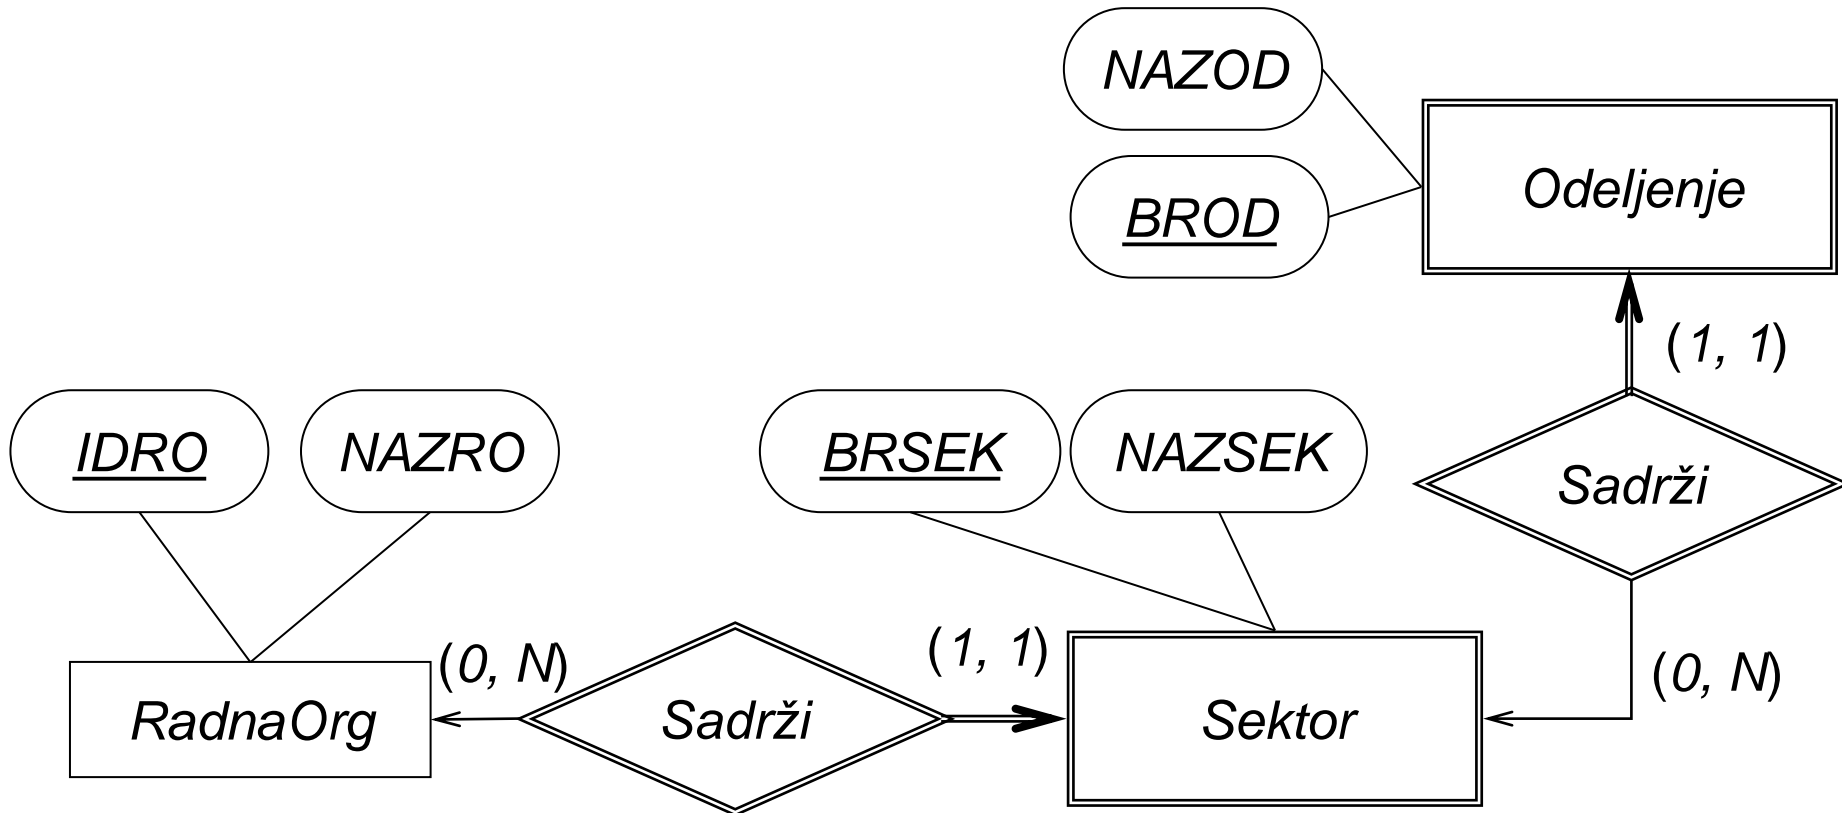 NAZOD
BROD
Odeljenje
(1, 1)
Sadrži
(0, N)
IDRO
NAZRO
BRSEK
NAZSEK
RadnaOrg
(0, N)
Sadrži
(1, 1)
Sektor